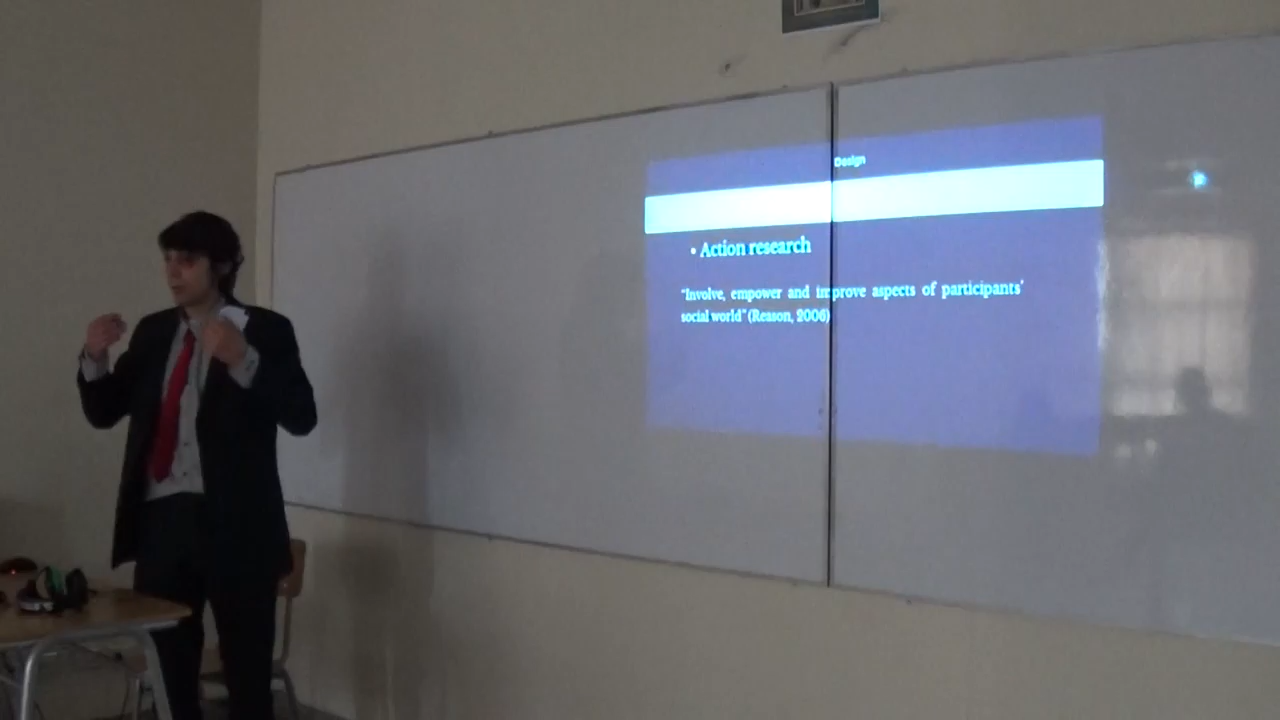 Design
• Action research
“Involve, empower and improve aspects of participants’
social world” (Reason, 2006)